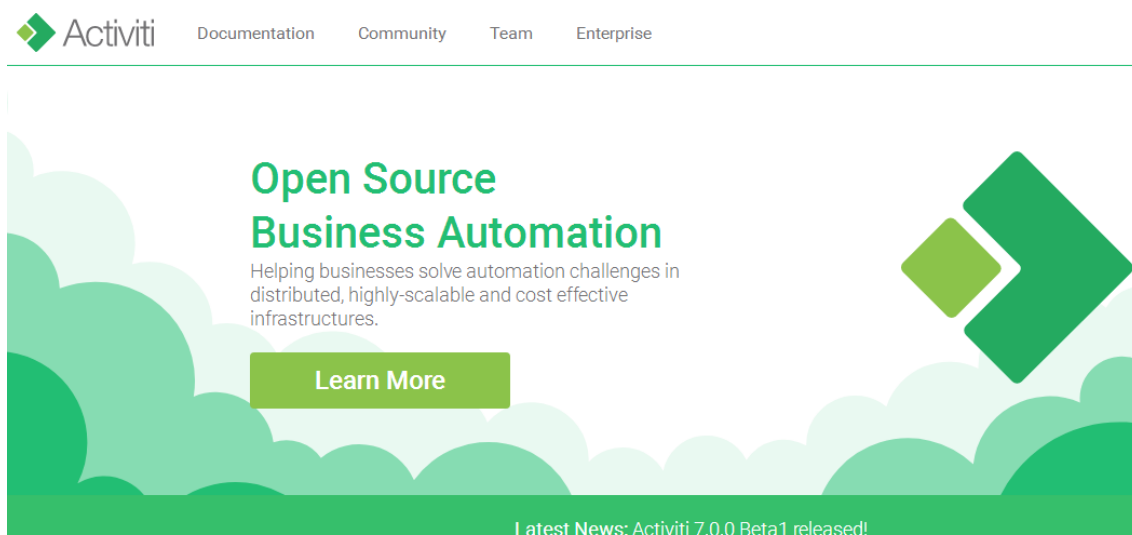 Activiti Documentation Community Team Enterprise
Open Source
Business Automation
Helping businesses solve automation challenges in
distributed, highly-scalable and cost effective
infrastructures.
Learn More
Latest News: Activiti 7.0.0 Beta1 released!